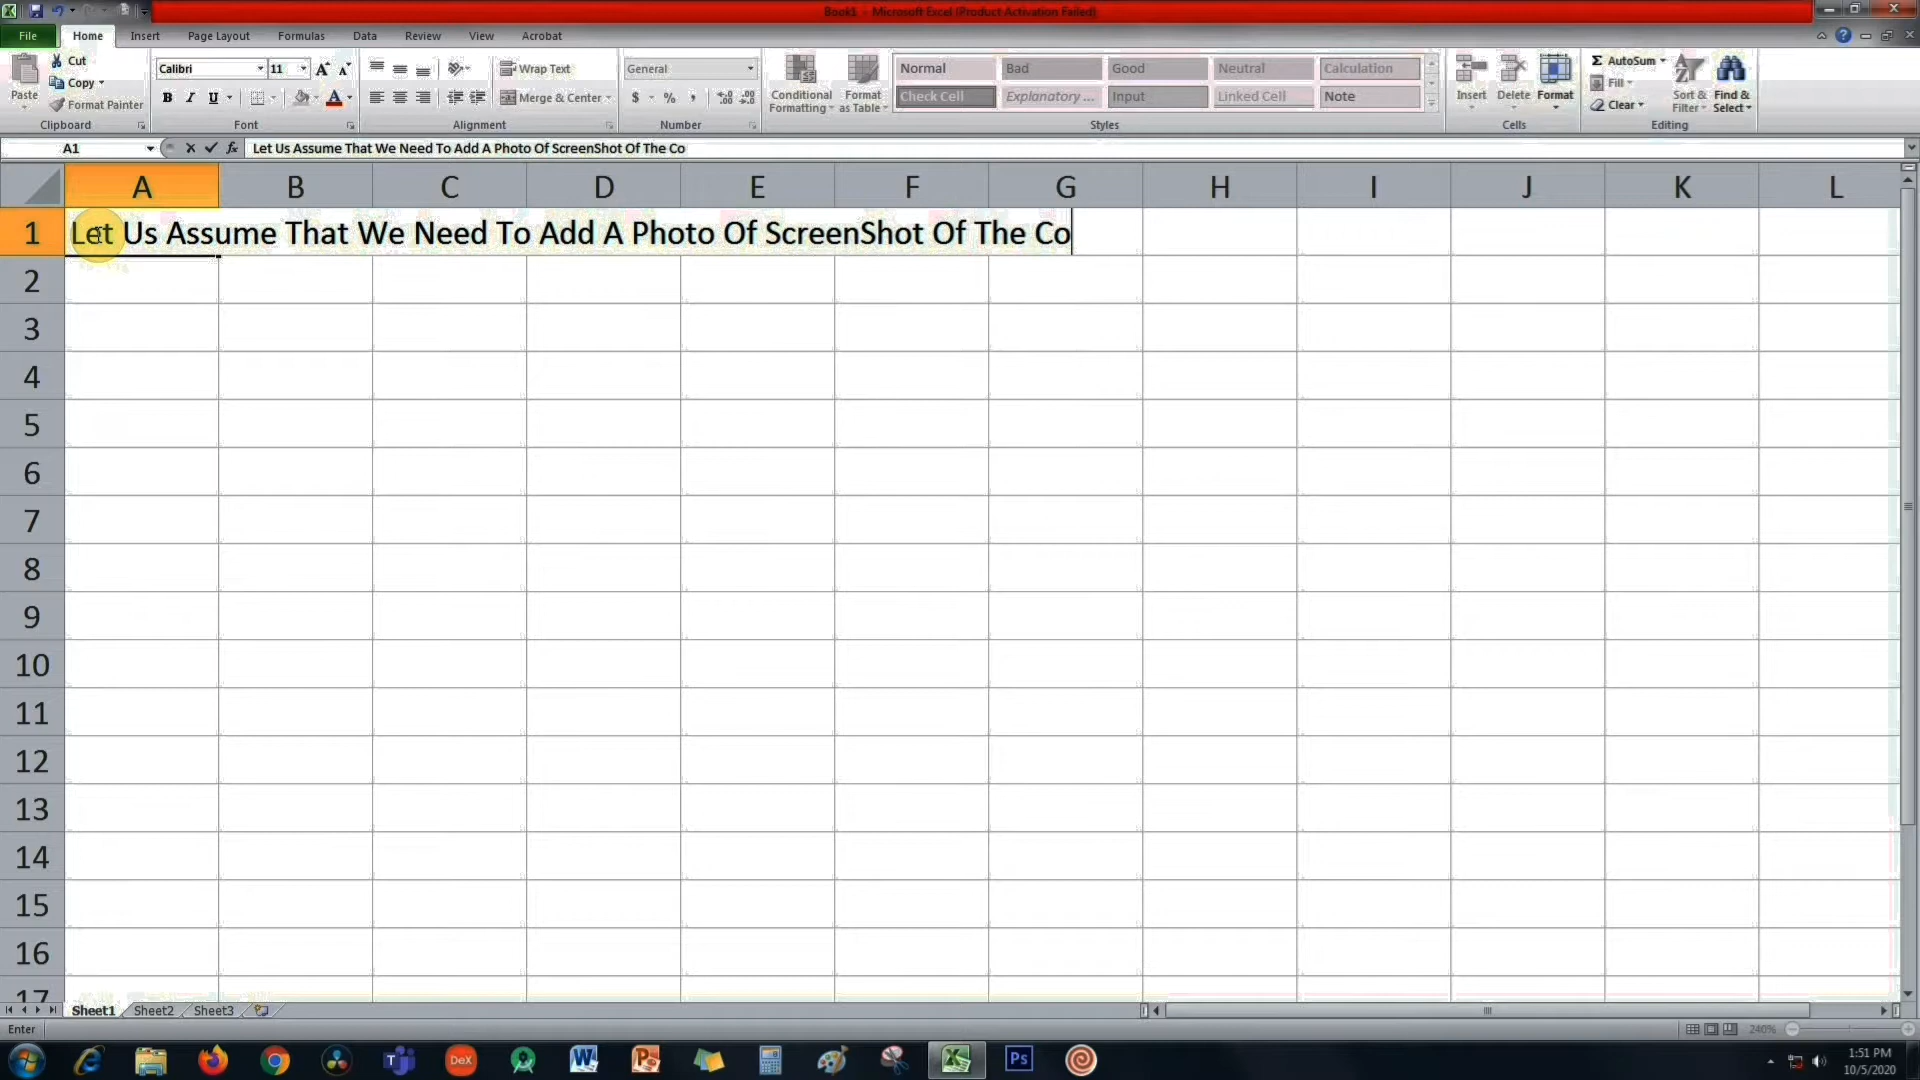 Book1 - Microsoft Excel (Product Activation Failed)
File Home Insert Page Layout Formulas Data Review View Acrobat
Cut
Copy
Format Painter
Paste
Clipboard
Calibri 11
B I U A
Font
Wrap Text
Merge & Center
Alignment
General
$ % ,
Number
Conditional Formatting
Format as Table
Normal Bad Good Neutral Calculation
Check Cell Explanatory ... Input Linked Cell Note
Styles
Insert Delete Format
Cells
Σ AutoSum
Fill
Clear
Sort & Filter
Find & Select
Editing
A1 fx Let Us Assume That We Need To Add A Photo Of ScreenShot Of The Co
A B C D E F G H I J K L
1 Let Us Assume That We Need To Add A Photo Of ScreenShot Of The Co
2
3
4
5
6
7
8
9
10
11
12
13
14
15
16
17
Sheet1 Sheet2 Sheet3
Enter 240%
DeX Ps
1:51 PM
10/5/2020